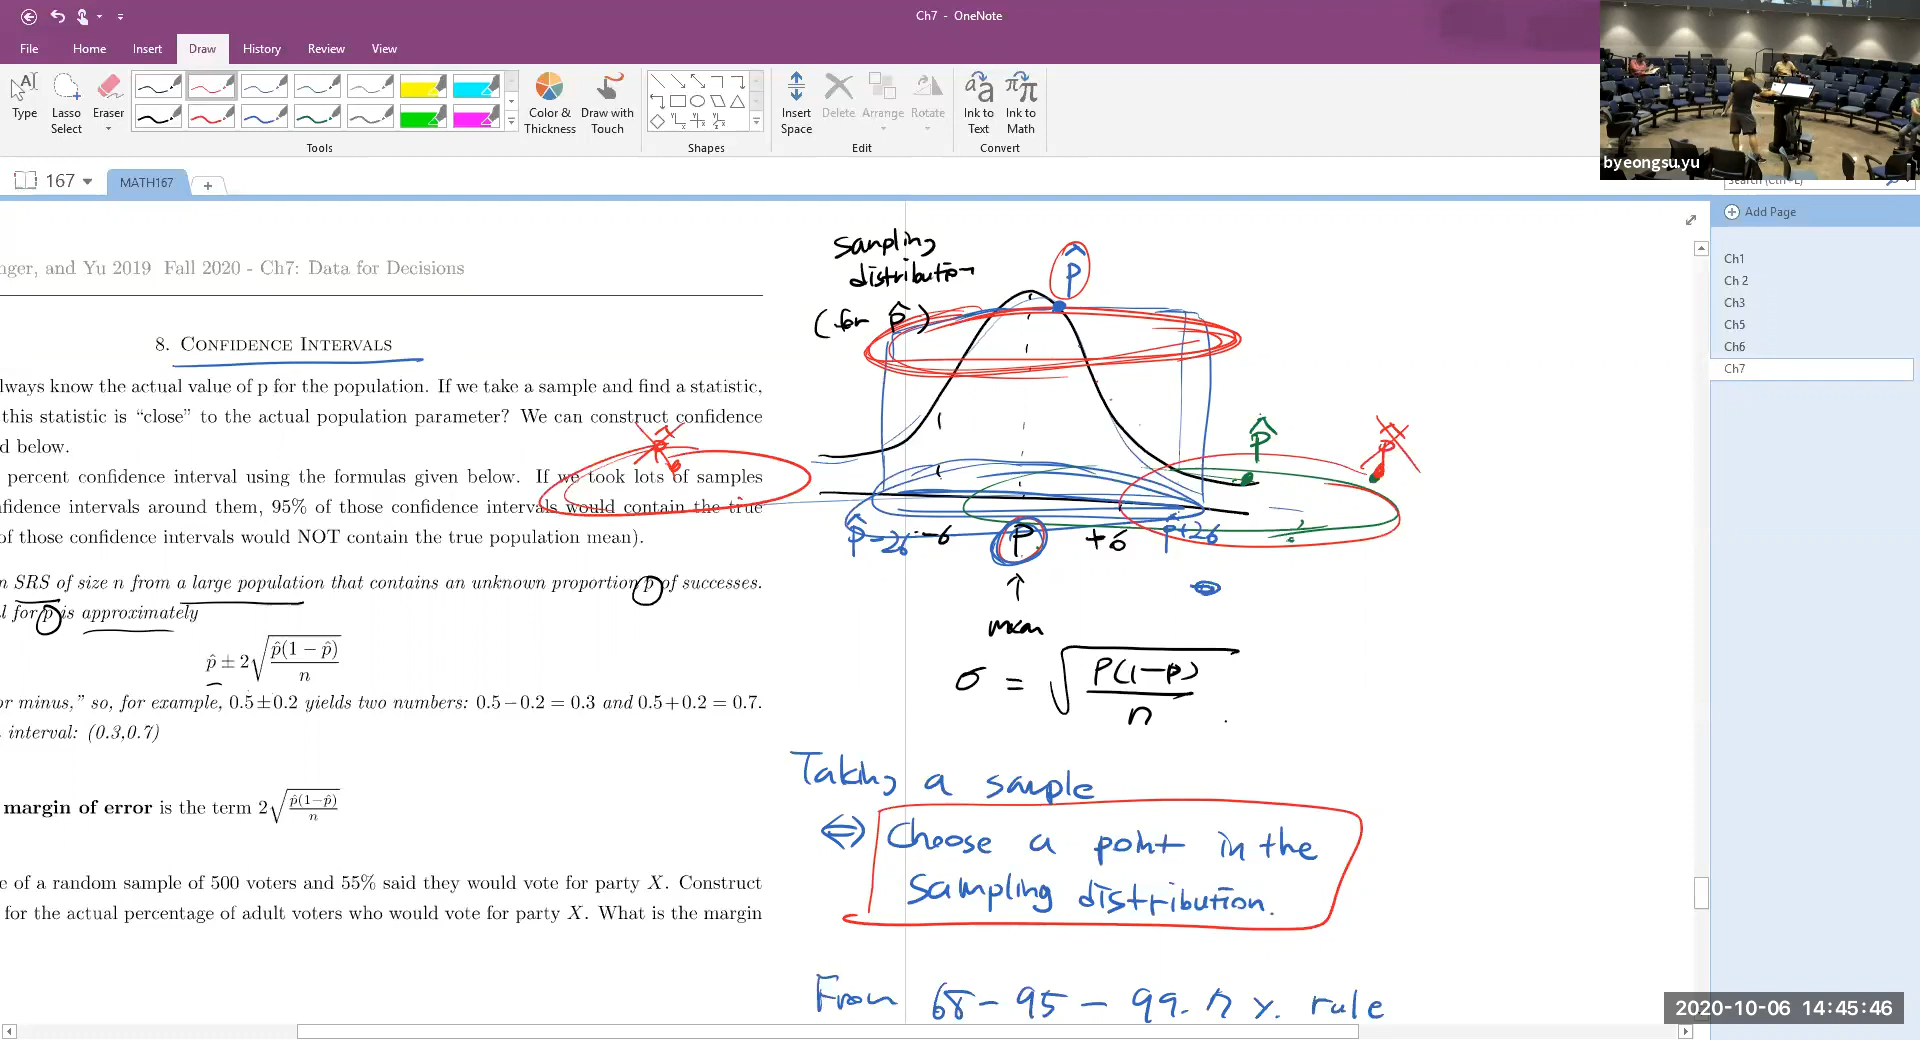 Ch7 - OneNote
File Home Insert Draw History Review View
Type
Lasso Select
Eraser
Tools
Color & Thickness
Draw with Touch
Shapes
Insert Space
Delete
Arrange
Rotate
Edit
Ink to Text
Ink to Math
Convert
byeongsu.yu
167
MATH167
Search (Ctrl+E)
Add Page
Ch1
Ch 2
Ch3
Ch5
Ch6
Ch7
nger, and Yu 2019 Fall 2020 - Ch7: Data for Decisions
8. CONFIDENCE INTERVALS
lways know the actual value of p for the population. If we take a sample and find a statistic,
this statistic is “close” to the actual population parameter? We can construct confidence
d below.
percent confidence interval using the formulas given below. If we took lots of samples
nfidence intervals around them, 95% of those confidence intervals would contain the true
of those confidence intervals would NOT contain the true population mean).
n SRS of size n from a large population that contains an unknown proportion p of successes.
l for p is approximately
p̂ ± 2√(p̂(1 − p̂)/n)
or minus,” so, for example, 0.5±0.2 yields two numbers: 0.5−0.2 = 0.3 and 0.5+0.2 = 0.7.
interval: (0.3,0.7)
margin of error is the term 2√(p̂(1−p̂)/n)
e of a random sample of 500 voters and 55% said they would vote for party X. Construct
for the actual percentage of adult voters who would vote for party X. What is the margin
Sampling
distribution
(for p̂)
p̂
p̂
p̂
p̂
p̂-2σ -σ P +σ p̂+2σ
mean
σ = √(P(1-p)/n)
Taking a sample
⇔ Choose a point in the
Sampling distribution.
From 68-95-99.7 %. rule
2020-10-06 14:45:46